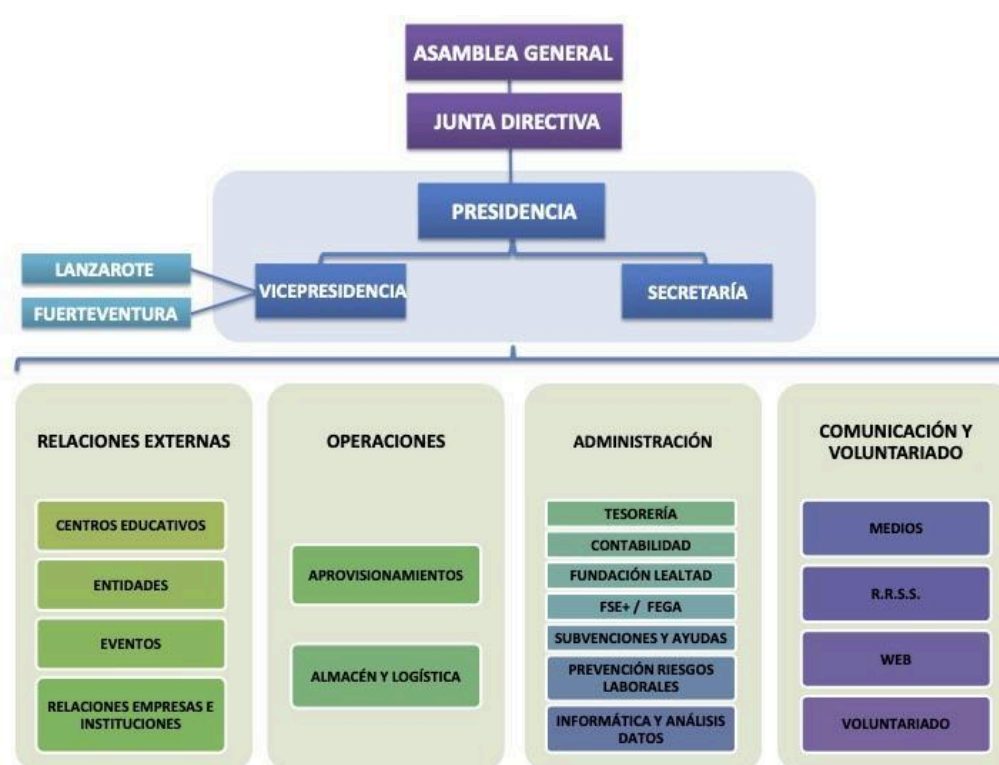 ASAMBLEA GENERAL
JUNTA DIRECTIVA
PRESIDENCIA
LANZAROTE
FUERTEVENTURA
VICEPRESIDENCIA
SECRETARÍA
RELACIONES EXTERNAS
CENTROS EDUCATIVOS
ENTIDADES
EVENTOS
RELACIONES EMPRESAS E
INSTITUCIONES
OPERACIONES
APROVISIONAMIENTOS
ALMACÉN Y LOGÍSTICA
ADMINISTRACIÓN
TESORERÍA
CONTABILIDAD
FUNDACIÓN LEALTAD
FSE+ / FEGA
SUBVENCIONES Y AYUDAS
PREVENCIÓN RIESGOS
LABORALES
INFORMÁTICA Y ANÁLISIS
DATOS
COMUNICACIÓN Y
VOLUNTARIADO
MEDIOS
R.R.S.S.
WEB
VOLUNTARIADO